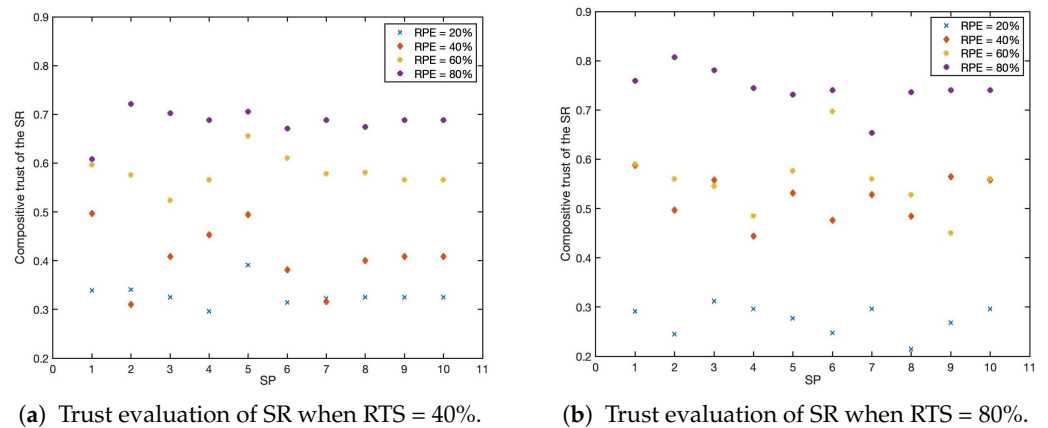 0.9
0.8
0.7
0.6
0.5
0.4
0.3
0.2
Compositive trust of the SR
RPE = 20%
RPE = 40%
RPE = 60%
RPE = 80%
0 1 2 3 4 5 6 7 8 9 10 11
SP
(a) Trust evaluation of SR when RTS = 40%.
0.9
0.8
0.7
0.6
0.5
0.4
0.3
0.2
Compositive trust of the SR
RPE = 20%
RPE = 40%
RPE = 60%
RPE = 80%
0 1 2 3 4 5 6 7 8 9 10 11
SP
(b) Trust evaluation of SR when RTS = 80%.